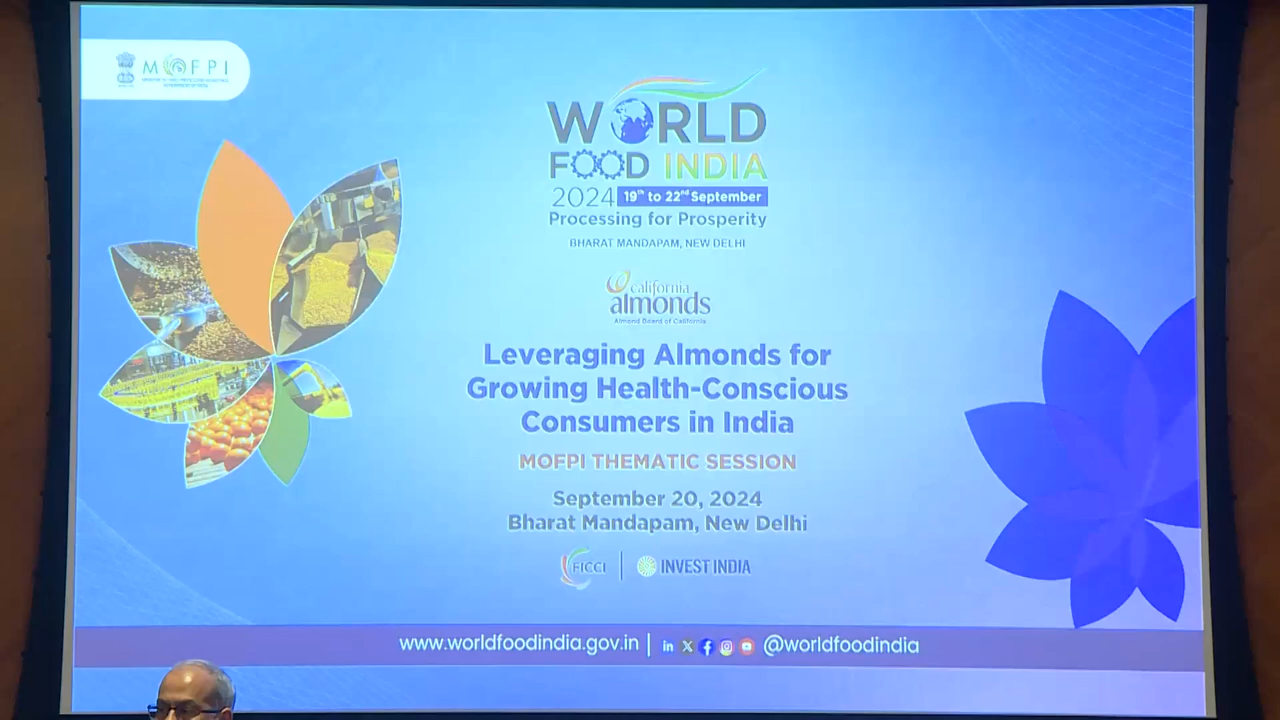 MOFPI
WORLD
FOOD INDIA
2024 19th to 22nd September
Processing for Prosperity
BHARAT MANDAPAM, NEW DELHI
california
almonds
Almond Board of California
Leveraging Almonds for
Growing Health-Conscious
Consumers in India
MOFPI THEMATIC SESSION
September 20, 2024
Bharat Mandapam, New Delhi
FICCI | INVEST INDIA
www.worldfoodindia.gov.in | in X f @worldfoodindia